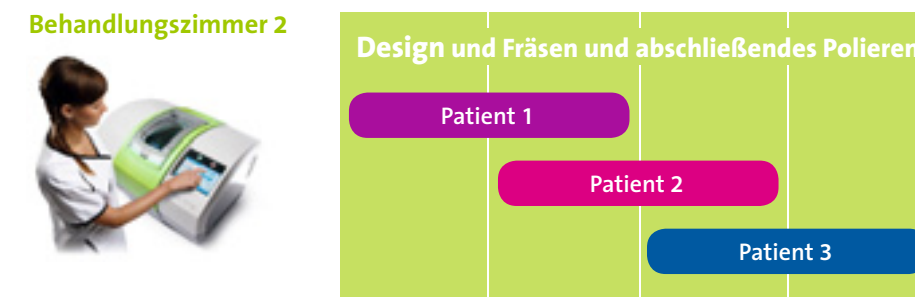 Behandlungszimmer 2
Design und Fräsen und abschließendes Polieren
Patient 1
Patient 2
Patient 3